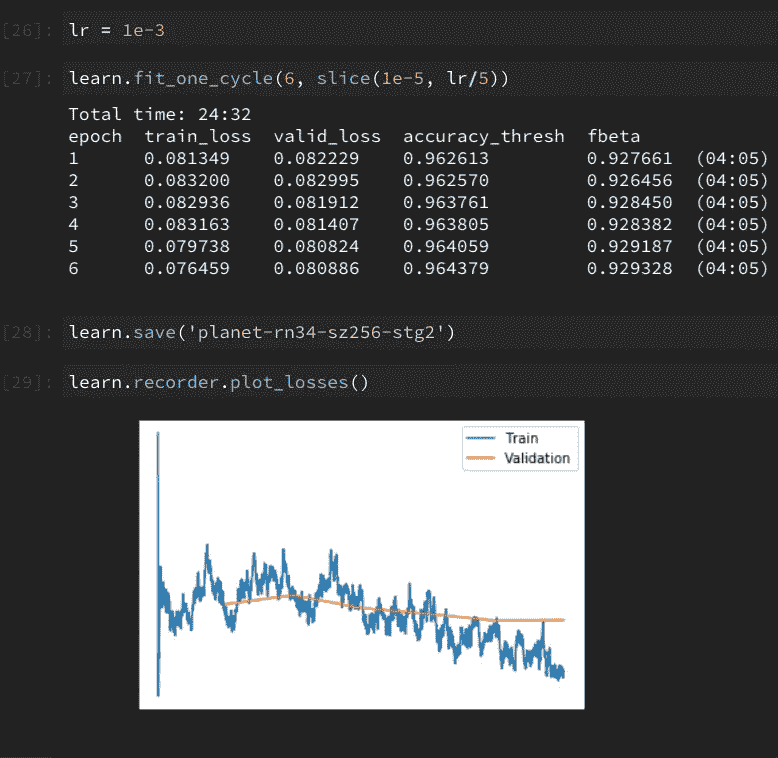 [26]: lr = 1e-3
[27]: learn.fit_one_cycle(6, slice(1e-5, lr/5))
Total time: 24:32
epoch train_loss valid_loss accuracy_thresh fbeta
1 0.081349 0.082229 0.962613 0.927661 (04:05)
2 0.083200 0.082995 0.962570 0.926456 (04:05)
3 0.082936 0.081912 0.963761 0.928450 (04:05)
4 0.083163 0.081407 0.963805 0.928382 (04:05)
5 0.079738 0.080824 0.964059 0.929187 (04:05)
6 0.076459 0.080886 0.964379 0.929328 (04:05)
[28]: learn.save('planet-rn34-sz256-stg2')
[29]: learn.recorder.plot_losses()
Train
Validation